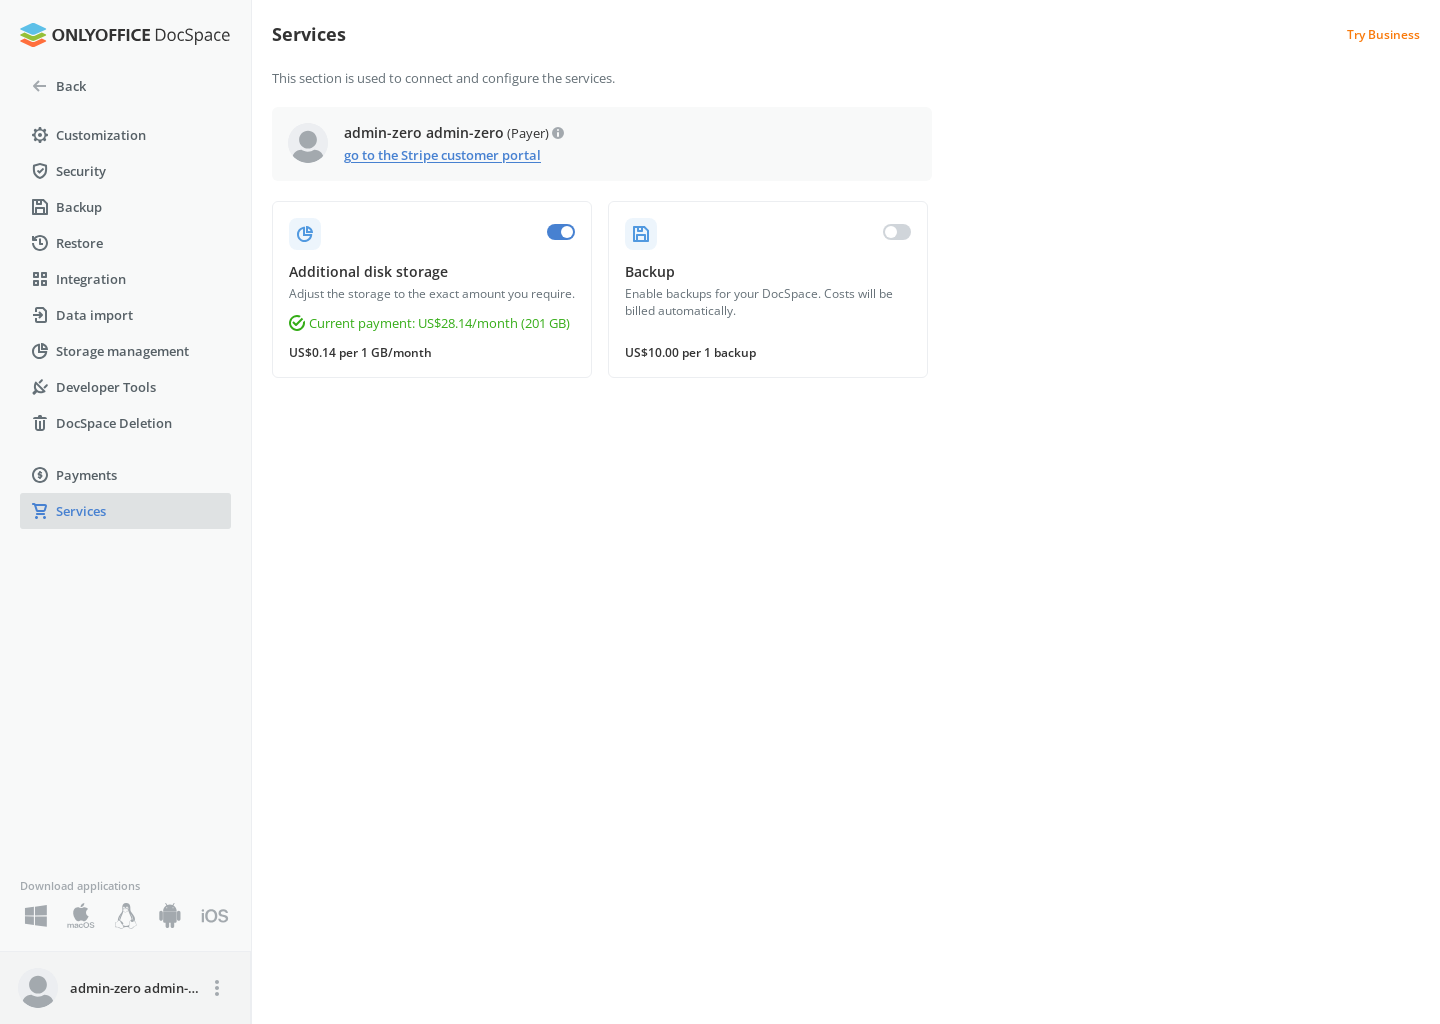 ONLYOFFICE DocSpace
Back
Customization
Security
Backup
Restore
Integration
Data import
Storage management
Developer Tools
DocSpace Deletion
Payments
Services
Download applications
macOS
iOS
admin-zero admin-...
Services
Try Business
This section is used to connect and configure the services.
admin-zero admin-zero (Payer)
go to the Stripe customer portal
Additional disk storage
Adjust the storage to the exact amount you require.
Current payment: US$28.14/month (201 GB)
US$0.14 per 1 GB/month
Backup
Enable backups for your DocSpace. Costs will be
billed automatically.
US$10.00 per 1 backup